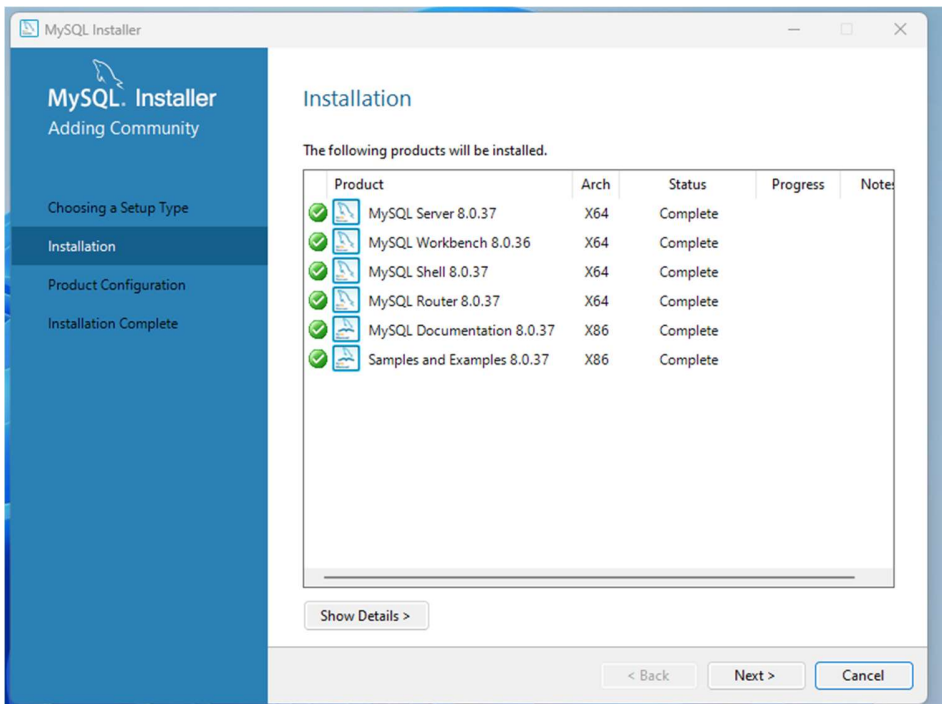 MySQL Installer
MySQL. Installer
Adding Community
Choosing a Setup Type
Installation
Product Configuration
Installation Complete
Installation
The following products will be installed.
Product Arch Status Progress Notes
MySQL Server 8.0.37 X64 Complete
MySQL Workbench 8.0.36 X64 Complete
MySQL Shell 8.0.37 X64 Complete
MySQL Router 8.0.37 X64 Complete
MySQL Documentation 8.0.37 X86 Complete
Samples and Examples 8.0.37 X86 Complete
Show Details >
< Back Next > Cancel